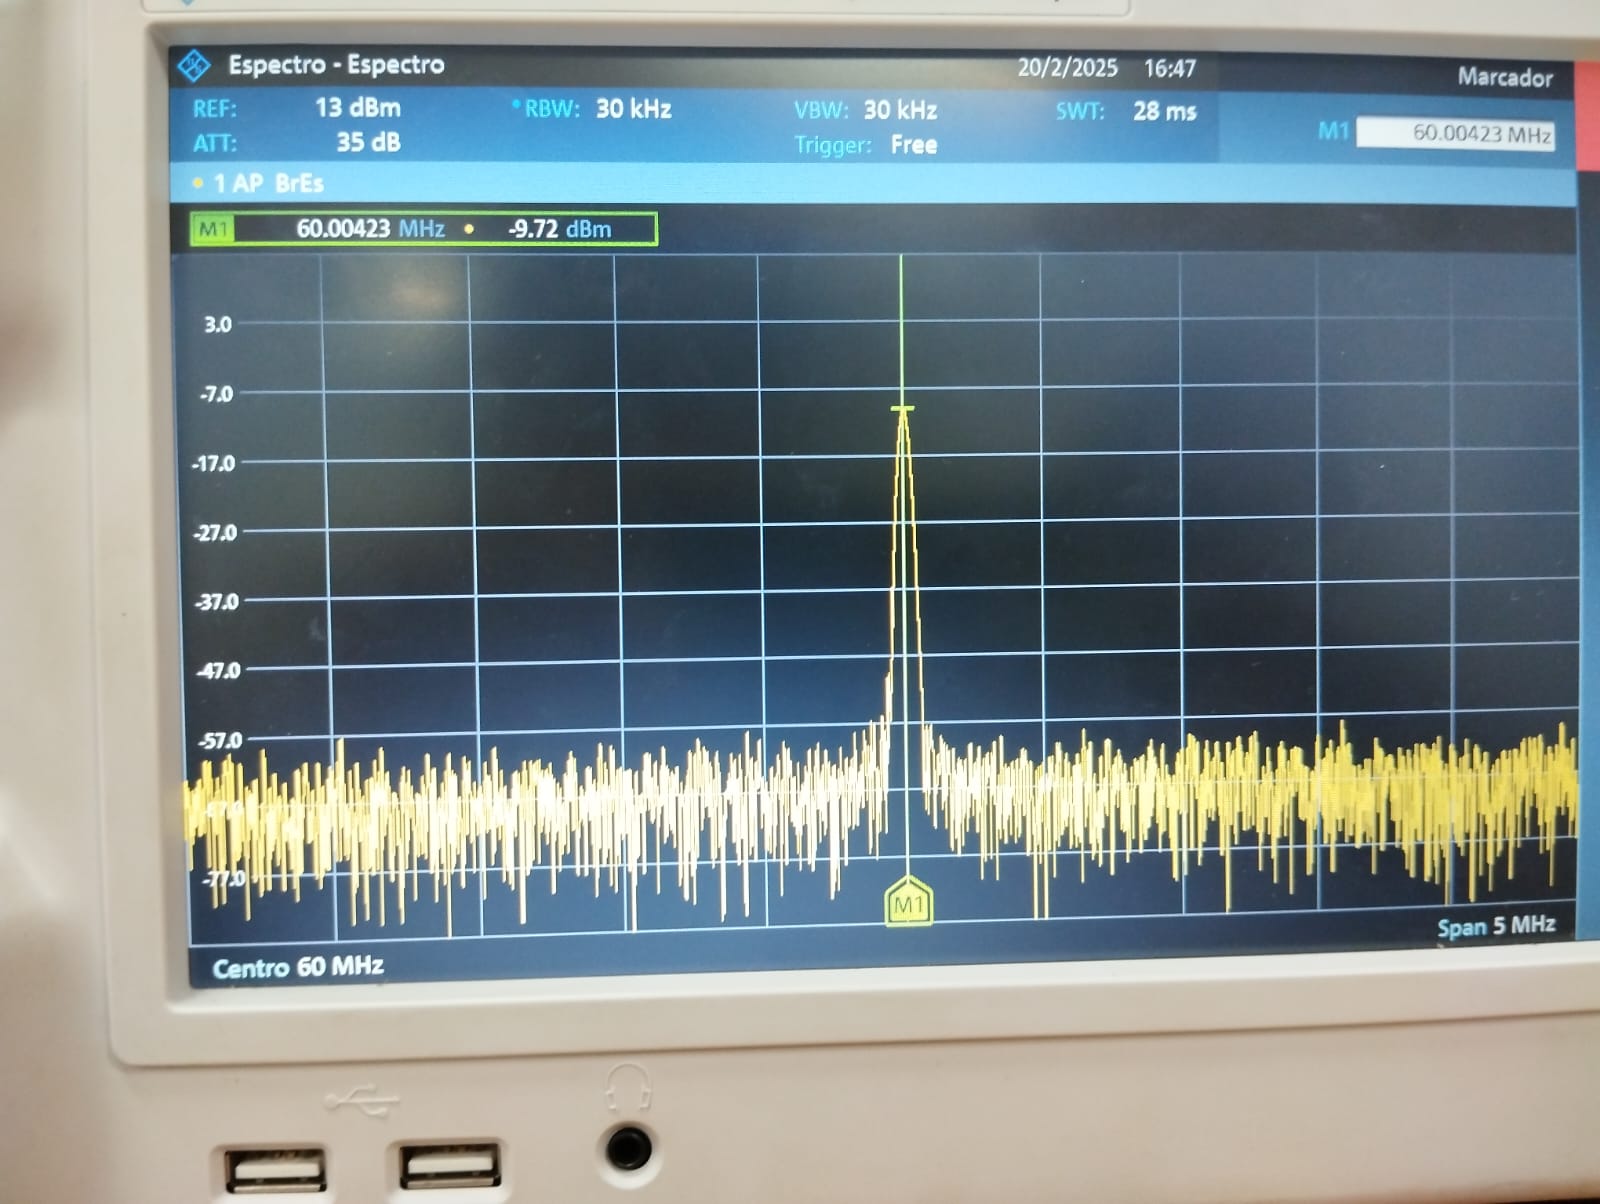 Espectro - Espectro 20/2/2025 16:47 Marcador
REF: 13 dBm RBW: 30 kHz VBW: 30 kHz SWT: 28 ms M1 60.00423 MHz
ATT: 35 dB Trigger: Free
1 AP BrEs
M1 60.00423 MHz -9.72 dBm
3.0
-7.0
-17.0
-27.0
-37.0
-47.0
-57.0
-77.0
M1
Span 5 MHz
Centro 60 MHz